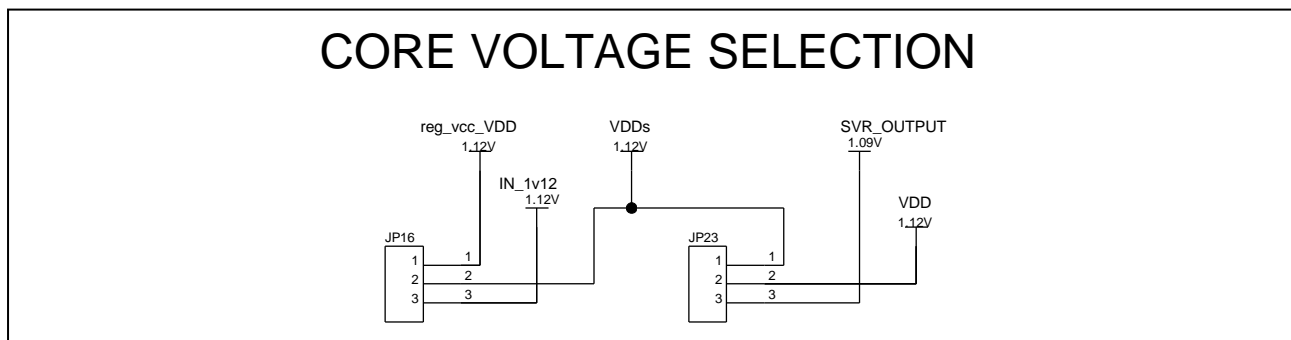 CORE VOLTAGE SELECTION
reg_vcc_VDD
1.12V
IN_1v12
1.12V
VDDs
1.12V
SVR_OUTPUT
1.09V
VDD
1.12V
JP16
1 1
2 2
3 3
JP23
1 1
2 2
3 3